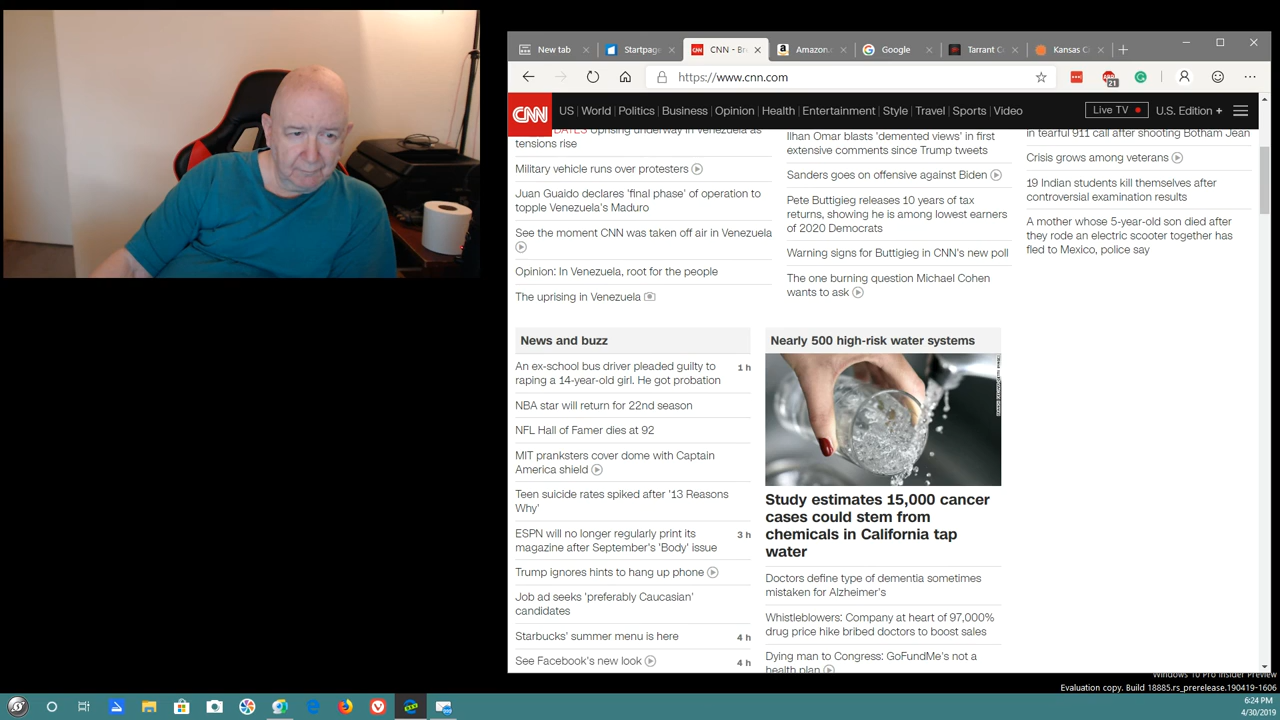 New tab
Startpage
CNN - Br
Amazon.
Google
Tarrant C
Kansas C
https://www.cnn.com
21
CNN
US
World
Politics
Business
Opinion
Health
Entertainment
Style
Travel
Sports
Video
Live TV
U.S. Edition +
DATES Uprising underway in Venezuela as
tensions rise
Military vehicle runs over protesters
Juan Guaido declares 'final phase' of operation to
topple Venezuela's Maduro
See the moment CNN was taken off air in Venezuela
Opinion: In Venezuela, root for the people
The uprising in Venezuela
Ilhan Omar blasts 'demented views' in first
extensive comments since Trump tweets
Sanders goes on offensive against Biden
Pete Buttigieg releases 10 years of tax
returns, showing he is among lowest earners
of 2020 Democrats
Warning signs for Buttigieg in CNN's new poll
The one burning question Michael Cohen
wants to ask
in tearful 911 call after shooting Botham Jean
Crisis grows among veterans
19 Indian students kill themselves after
controversial examination results
A mother whose 5-year-old son died after
they rode an electric scooter together has
fled to Mexico, police say
News and buzz
An ex-school bus driver pleaded guilty to
raping a 14-year-old girl. He got probation
1 h
NBA star will return for 22nd season
NFL Hall of Famer dies at 92
MIT pranksters cover dome with Captain
America shield
Teen suicide rates spiked after '13 Reasons
Why'
ESPN will no longer regularly print its
magazine after September's 'Body' issue
3 h
Trump ignores hints to hang up phone
Job ad seeks 'preferably Caucasian'
candidates
Starbucks' summer menu is here
4 h
See Facebook's new look
4 h
Nearly 500 high-risk water systems
Study estimates 15,000 cancer
cases could stem from
chemicals in California tap
water
Doctors define type of dementia sometimes
mistaken for Alzheimer's
Whistleblowers: Company at heart of 97,000%
drug price hike bribed doctors to boost sales
Dying man to Congress: GoFundMe's not a
health plan
Windows 10 Pro Insider Preview
Evaluation copy. Build 18885.rs_prerelease.190419-1606
6:24 PM
4/30/2019